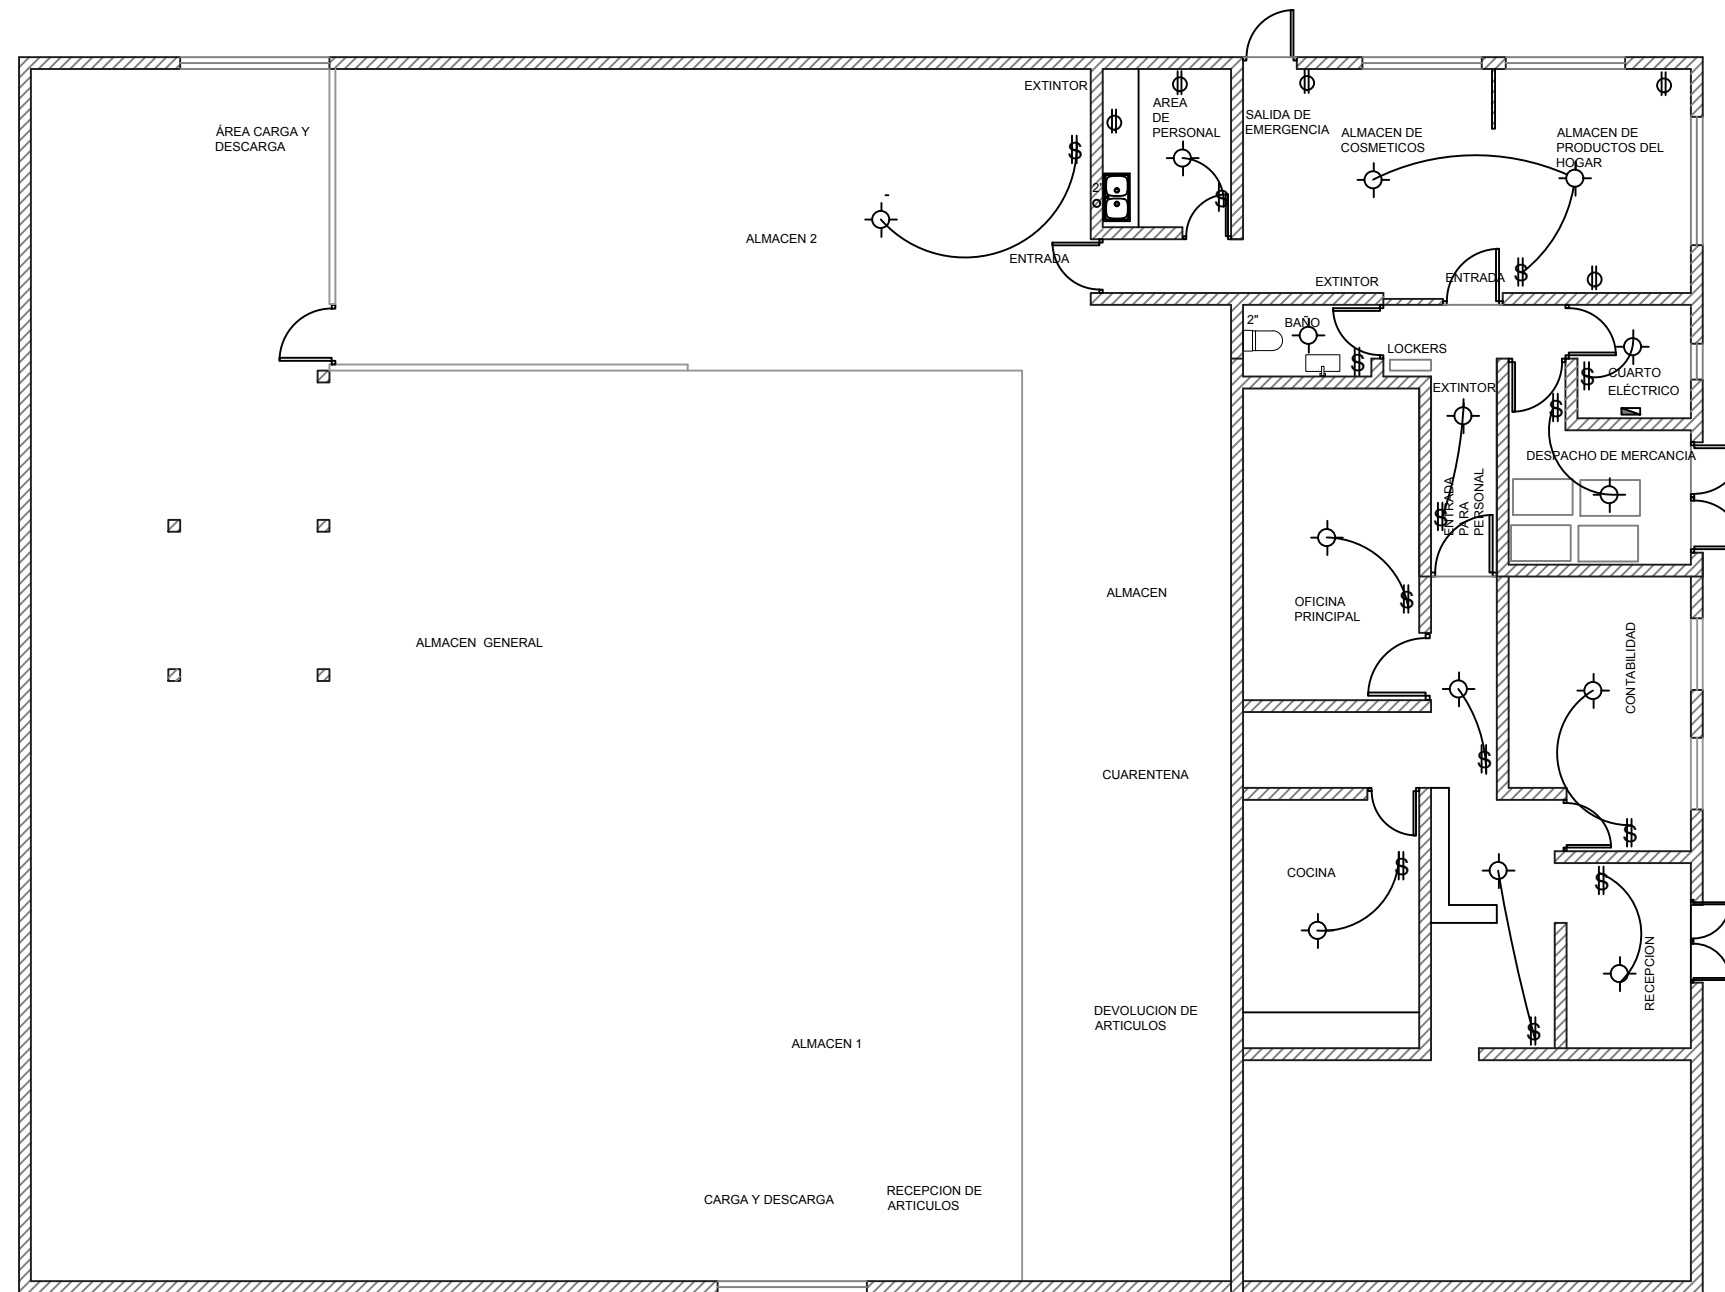 EXTINTOR
ÁREA CARGA Y
DESCARGA
AREA
DE
PERSONAL
SALIDA DE
EMERGENCIA
ALMACEN DE
COSMETICOS
ALMACEN DE
PRODUCTOS DEL
HOGAR
2"
ALMACEN 2
ENTRADA
EXTINTOR
ENTRADA
2"
BAÑO
LOCKERS
EXTINTOR
CUARTO
ELÉCTRICO
DESPACHO DE MERCANCIA
ENTRADA
PARA
PERSONAL
ALMACEN
OFICINA
PRINCIPAL
ALMACEN GENERAL
CONTABILIDAD
CUARENTENA
COCINA
RECEPCION
DEVOLUCION DE
ARTICULOS
ALMACEN 1
CARGA Y DESCARGA
RECEPCION DE
ARTICULOS